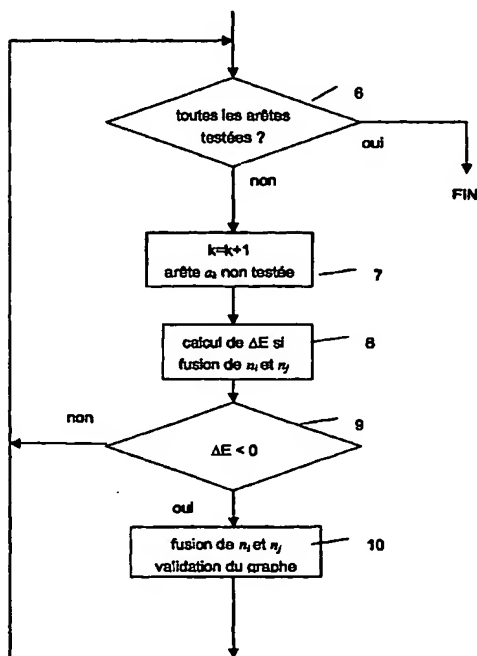 6
toutes les arêtes
testées ?
oui
non
FIN
k=k+1
arête aₖ non testée
7
calcul de ΔE si
fusion de nᵢ et nⱼ
8
non
9
ΔE < 0
oui
fusion de nᵢ et nⱼ
validation du graphe
10